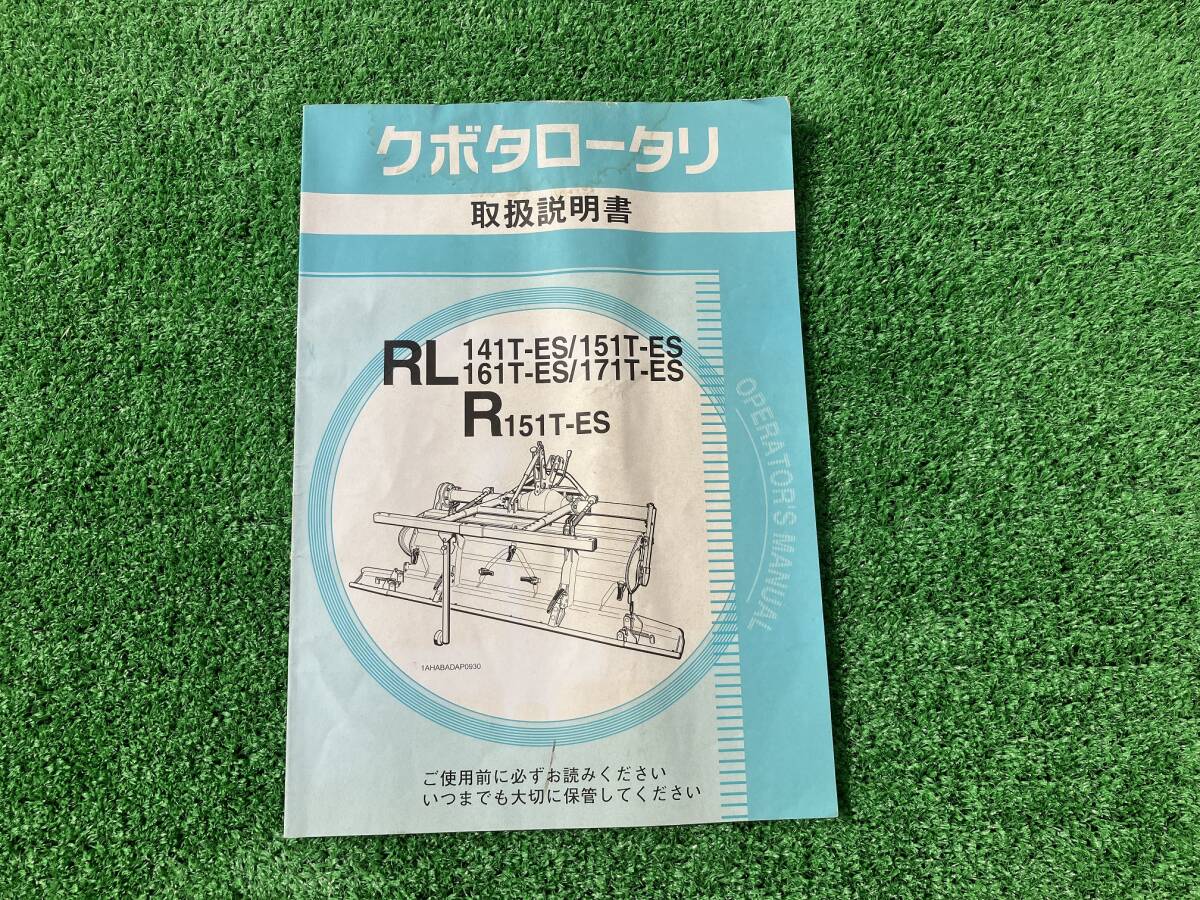 クボタロータリ
取扱説明書
RL 141T-ES/151T-ES
161T-ES/171T-ES
R151T-ES
OPERATOR'S MANUAL
1AHABADAP0930
ご使用前に必ずお読みください
いつまでも大切に保管してください